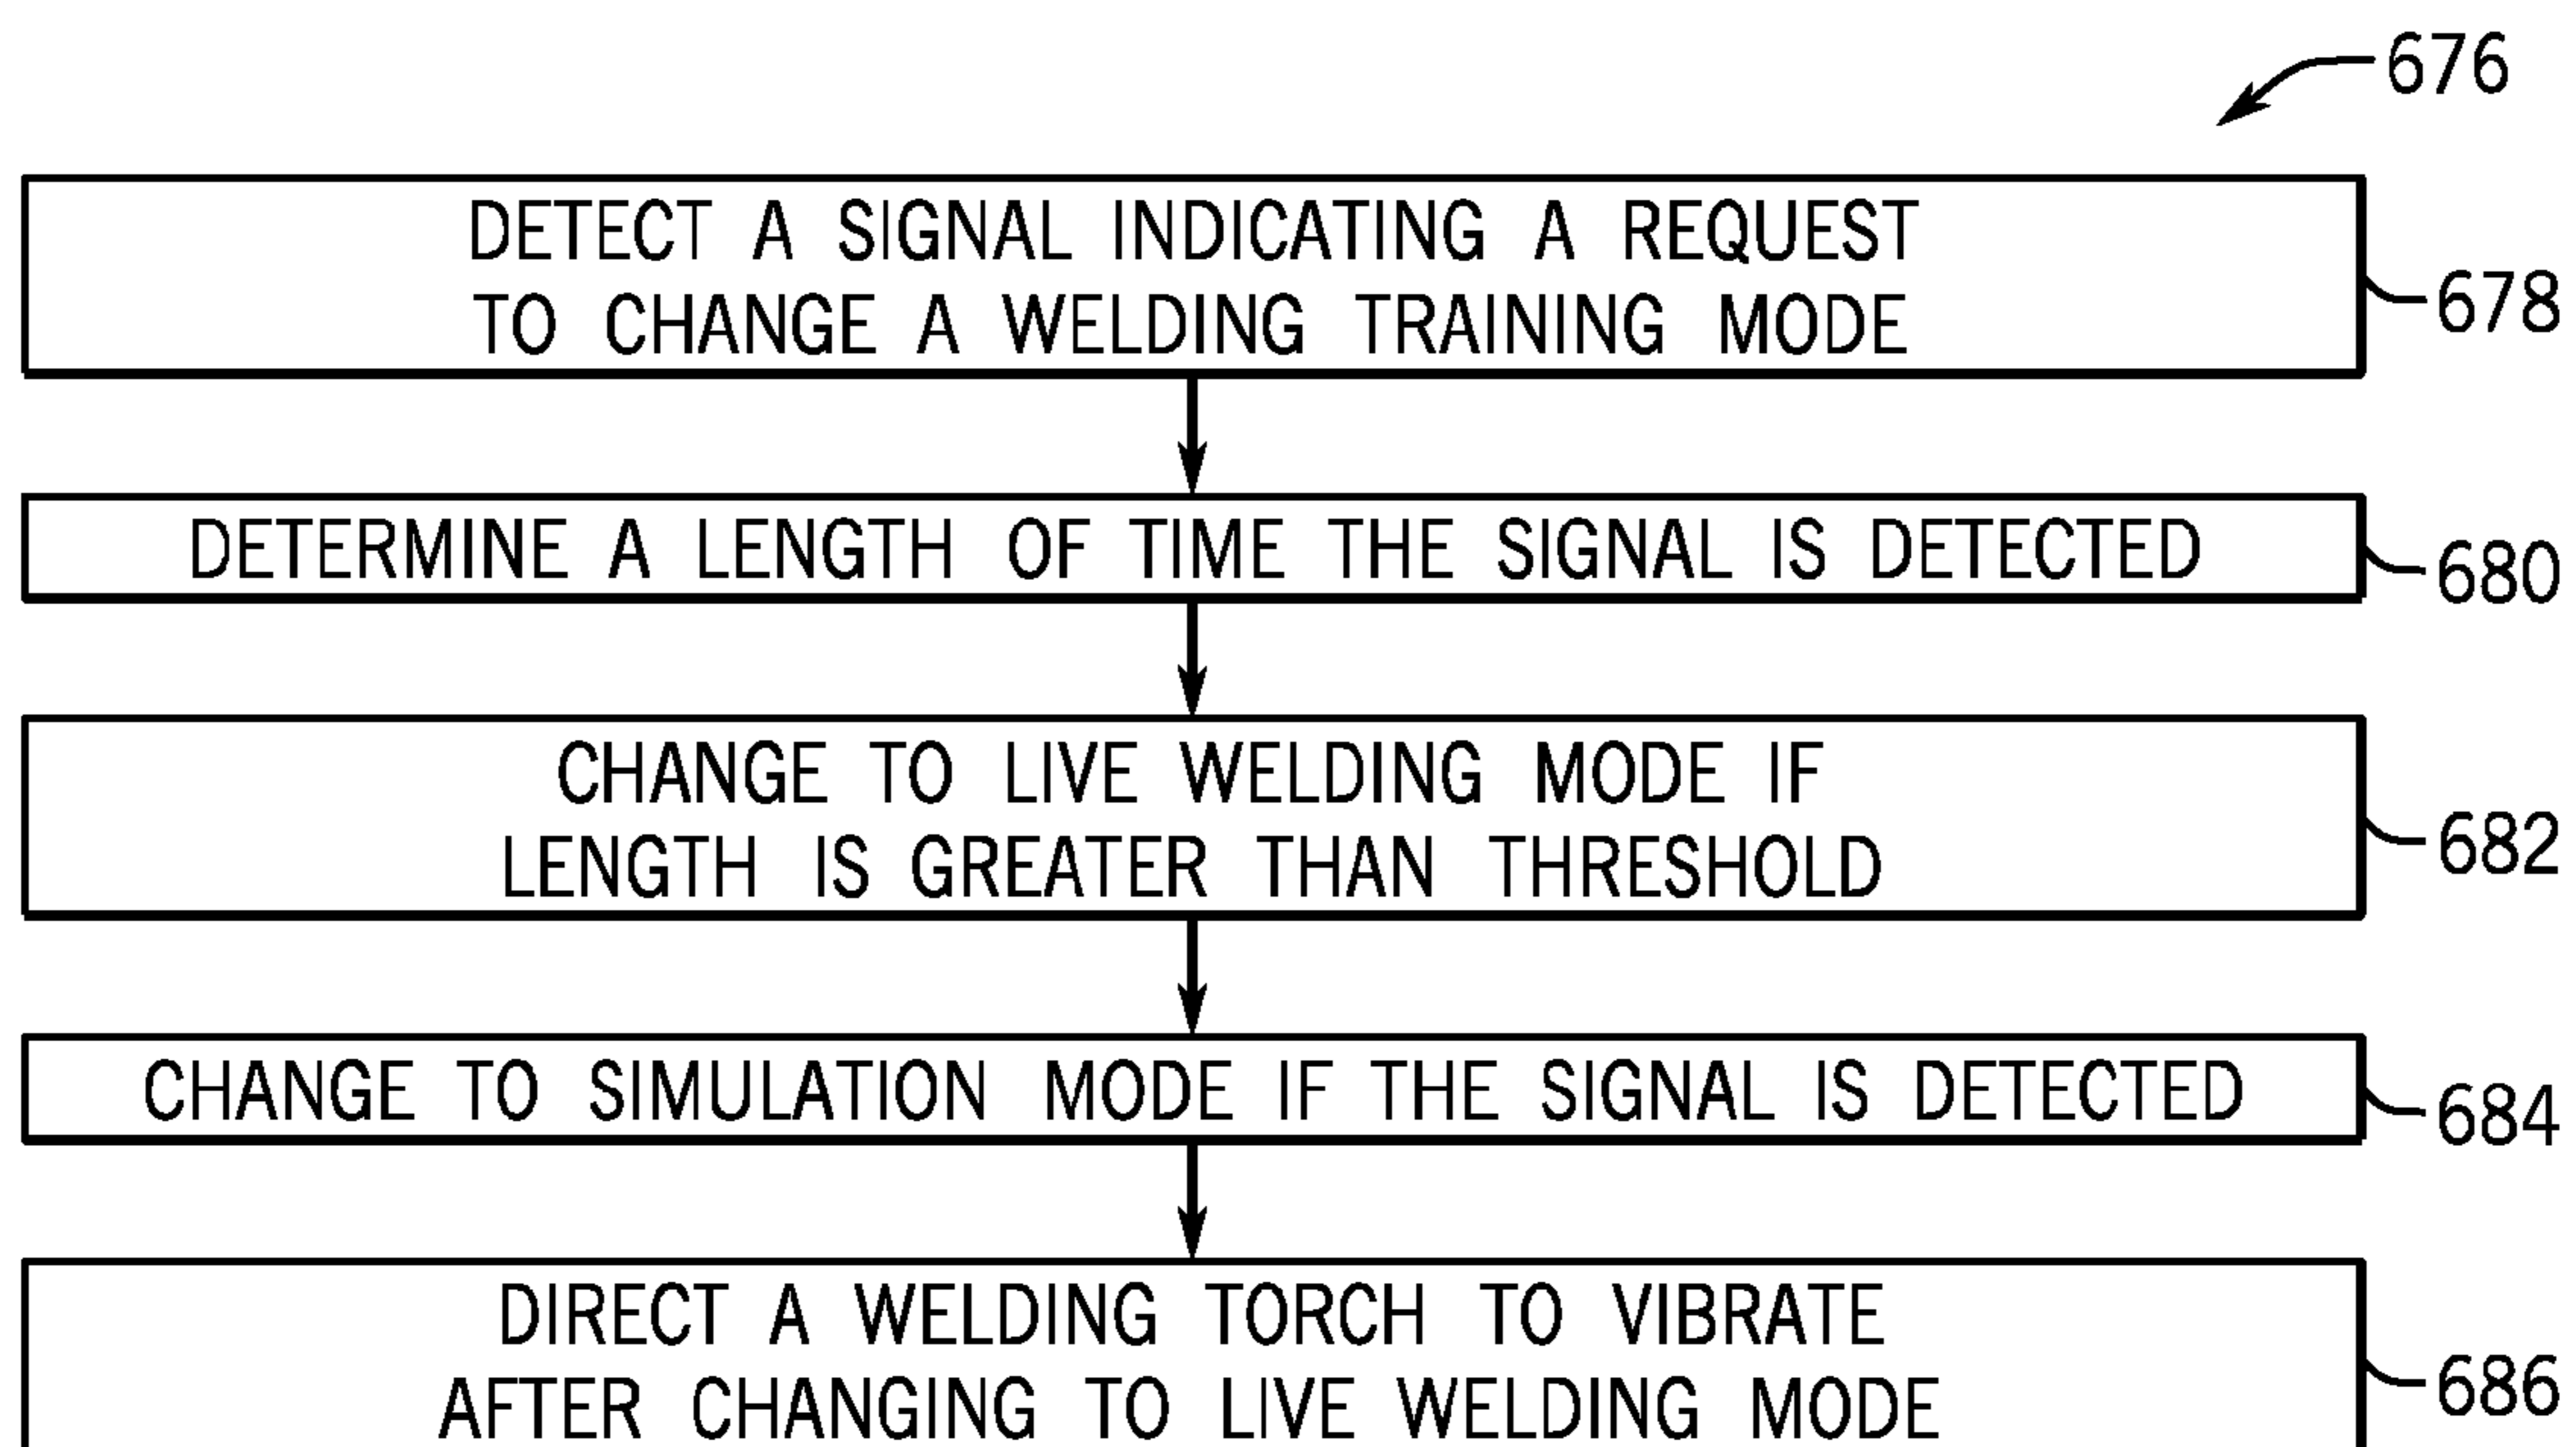 676
DETECT A SIGNAL INDICATING A REQUEST
TO CHANGE A WELDING TRAINING MODE
678
DETERMINE A LENGTH OF TIME THE SIGNAL IS DETECTED
680
CHANGE TO LIVE WELDING MODE IF
LENGTH IS GREATER THAN THRESHOLD
682
CHANGE TO SIMULATION MODE IF THE SIGNAL IS DETECTED
684
DIRECT A WELDING TORCH TO VIBRATE
AFTER CHANGING TO LIVE WELDING MODE
686